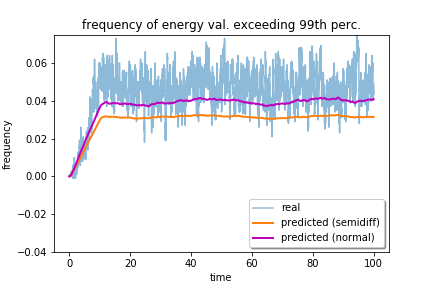 frequency of energy val. exceeding 99th perc.
0.06
0.04
0.02
0.00
−0.02
−0.04
frequency
real
predicted (semidiff)
predicted (normal)
0 20 40 60 80 100
time